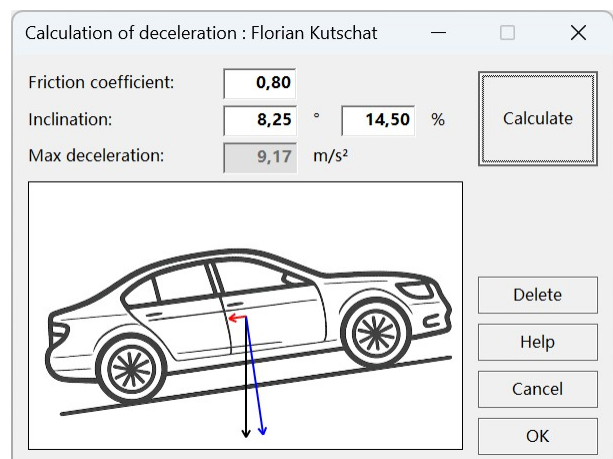 Calculation of deceleration : Florian Kutschat
Friction coefficient: 0,80
Inclination: 8,25 ° 14,50 %
Max deceleration: 9,17 m/s²
Calculate
Delete
Help
Cancel
OK